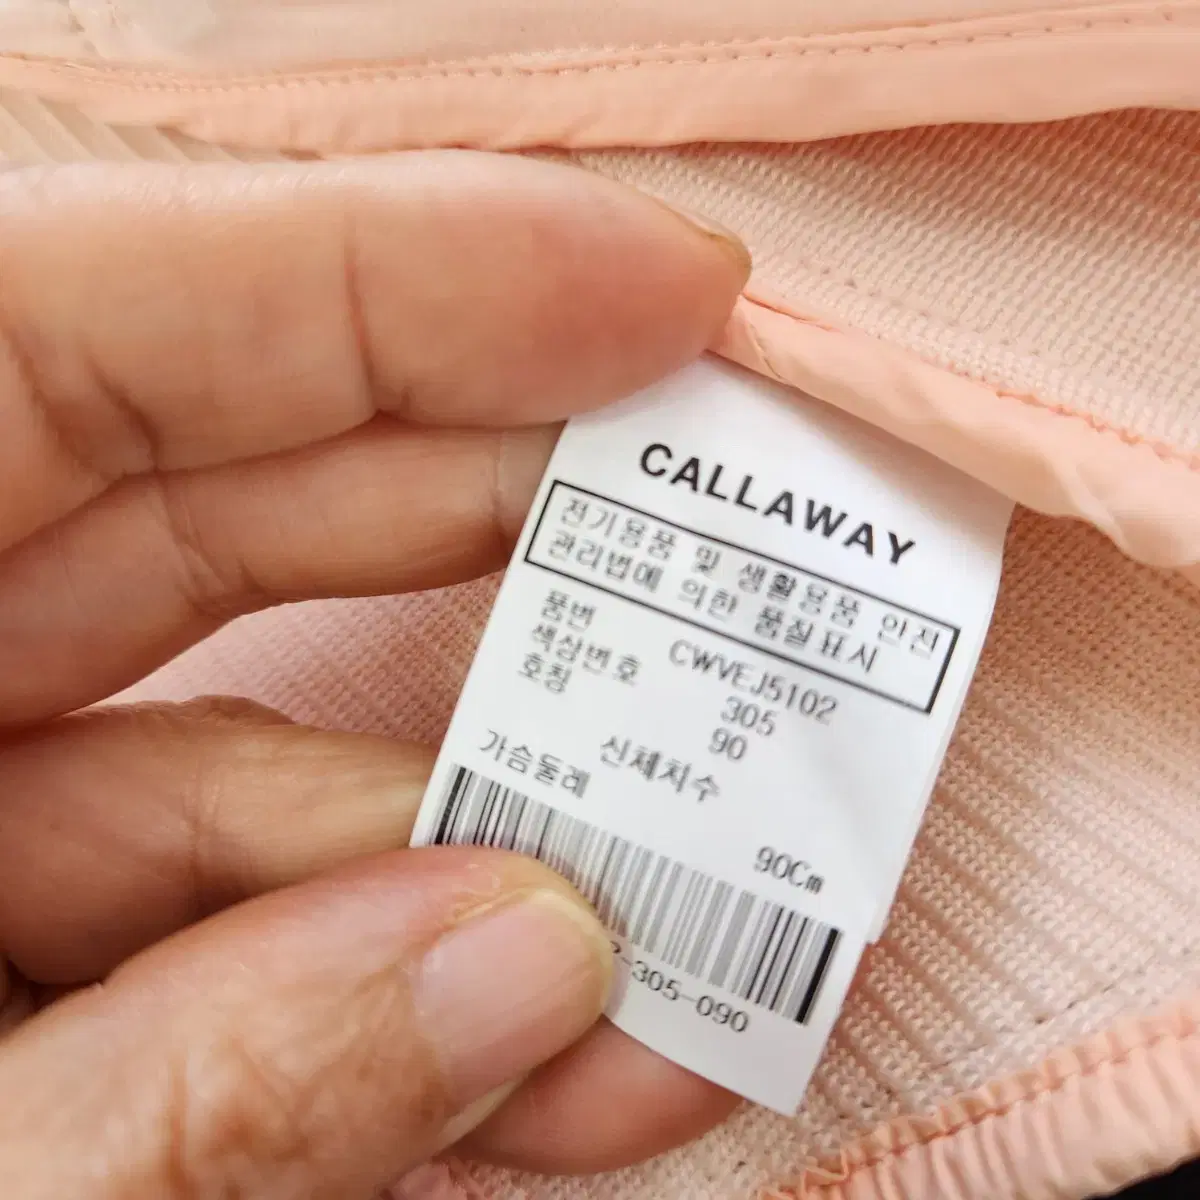 CALLAWAY
전기용품 및 생활용품 안전
관리법에 의한 품질표시
품번 CWVEJ5102
색상번호 305
호칭 90
신체치수
가슴둘레 90Cm
2-305-090